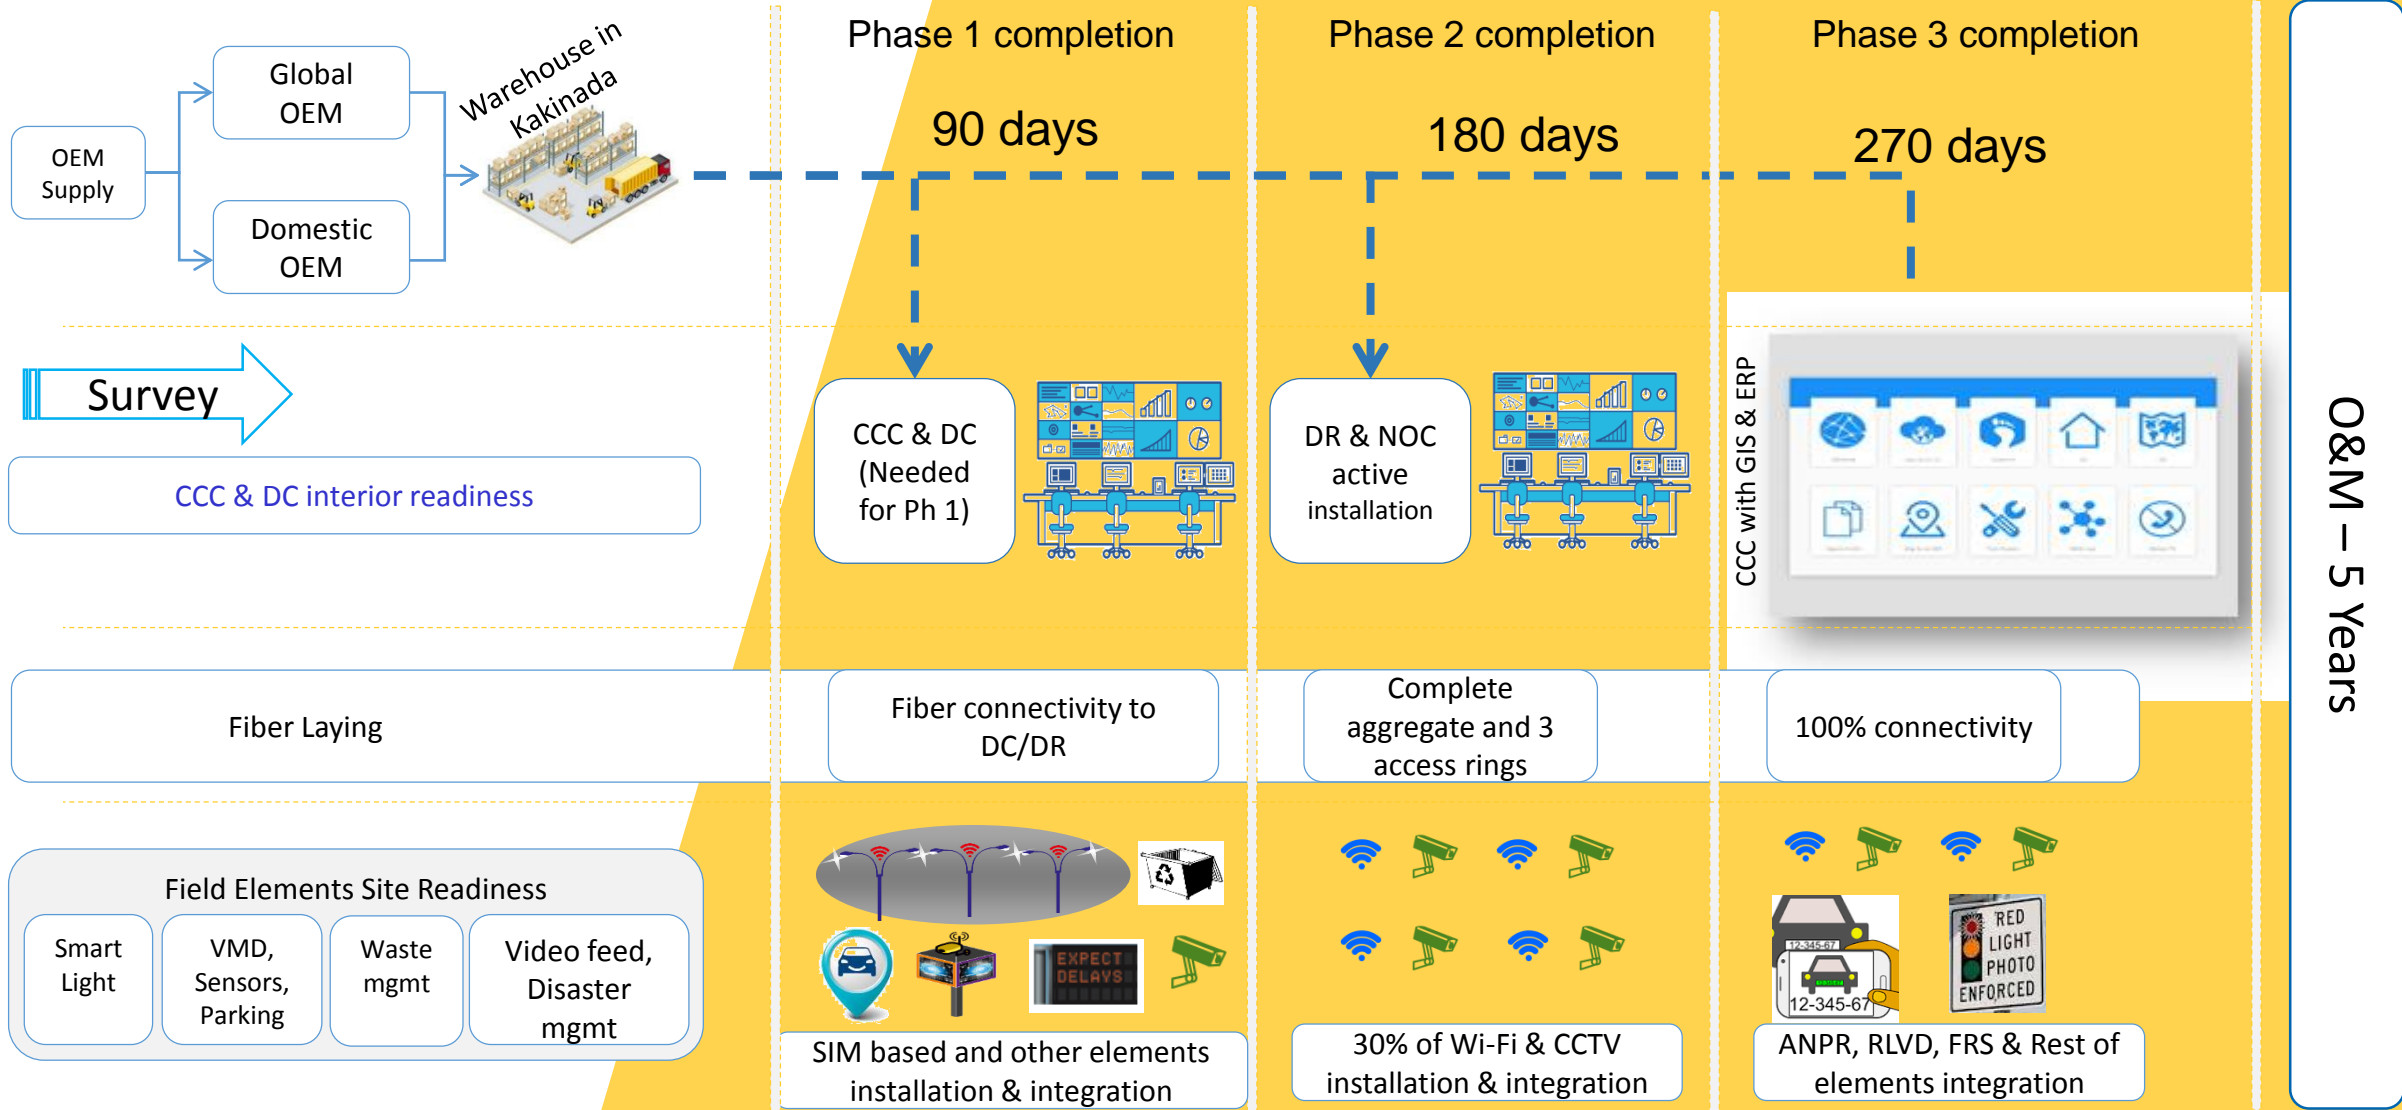 Phase 1 completion
Phase 2 completion
Phase 3 completion
Warehouse in
Kakinada
Global
OEM
OEM
Supply
Domestic
OEM
90 days
180 days
270 days
Survey
CCC & DC interior readiness
CCC & DC
(Needed
for Ph 1)
DR & NOC
active
installation
CCC with GIS & ERP
O&M – 5 Years
Fiber Laying
Fiber connectivity to
DC/DR
Complete
aggregate and 3
access rings
100% connectivity
Field Elements Site Readiness
Smart
Light
VMD,
Sensors,
Parking
Waste
mgmt
Video feed,
Disaster
mgmt
EXPECT
DELAYS
SIM based and other elements
installation & integration
30% of Wi-Fi & CCTV
installation & integration
12-345-67
12-345-67
RED
LIGHT
PHOTO
ENFORCED
ANPR, RLVD, FRS & Rest of
elements integration